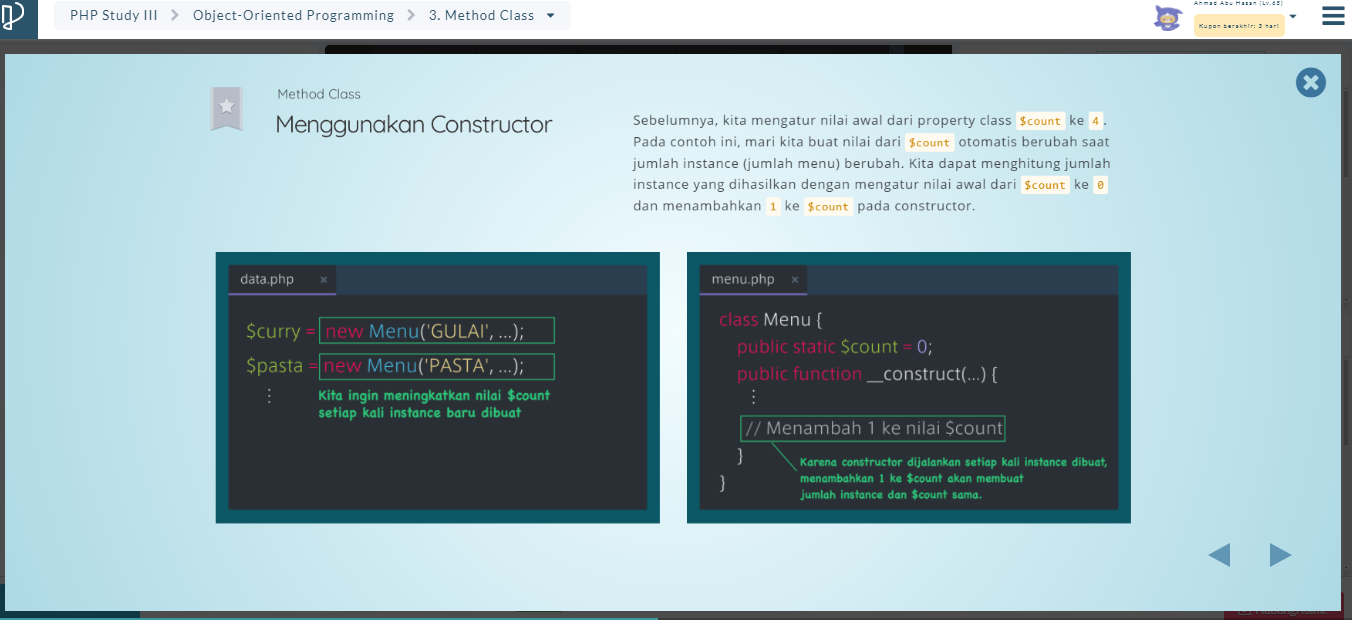 PHP Study III > Object-Oriented Programming > 3. Method Class
Ahmad Abu Hasan (Lv.65)
Kupon berakhir: 3 hari
Method Class
Menggunakan Constructor
Sebelumnya, kita mengatur nilai awal dari property class $count ke 4.
Pada contoh ini, mari kita buat nilai dari $count otomatis berubah saat
jumlah instance (jumlah menu) berubah. Kita dapat menghitung jumlah
instance yang dihasilkan dengan mengatur nilai awal dari $count ke 0
dan menambahkan 1 ke $count pada constructor.
data.php ×
$curry = new Menu('GULAI', ...);
$pasta = new Menu('PASTA', ...);
⋮
Kita ingin meningkatkan nilai $count
setiap kali instance baru dibuat
menu.php ×
class Menu {
public static $count = 0;
public function __construct(...) {
⋮
// Menambah 1 ke nilai $count
}
Karena constructor dijalankan setiap kali instance dibuat,
menambahkan 1 ke $count akan membuat
jumlah instance dan $count sama.
}